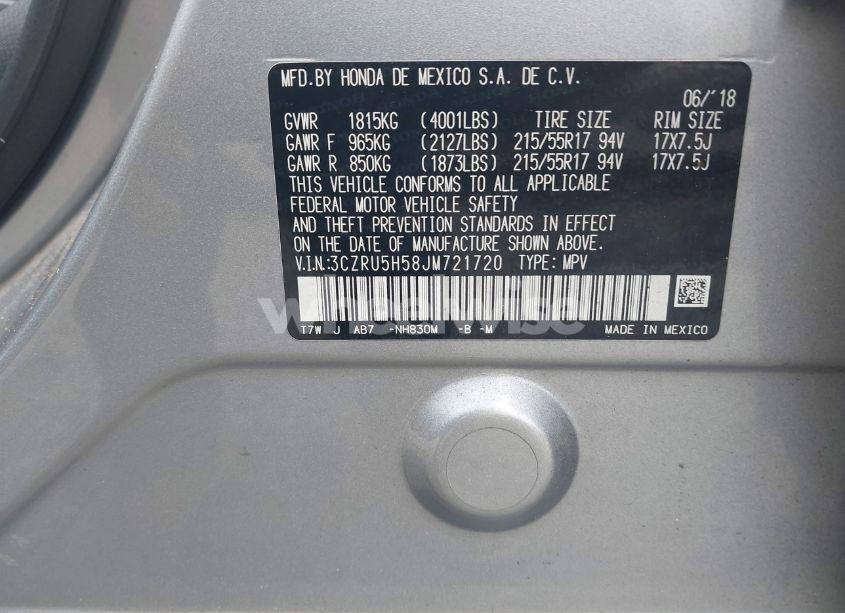 MFD.BY HONDA DE MEXICO S.A. DE C.V.
06/'18
GVWR 1815KG (4001LBS) TIRE SIZE RIM SIZE
GAWR F 965KG (2127LBS) 215/55R17 94V 17X7.5J
GAWR R 850KG (1873LBS) 215/55R17 94V 17X7.5J
THIS VEHICLE CONFORMS TO ALL APPLICABLE
FEDERAL MOTOR VEHICLE SAFETY
AND THEFT PREVENTION STANDARDS IN EFFECT
ON THE DATE OF MANUFACTURE SHOWN ABOVE.
V.I.N:3CZRU5H58JM721720 TYPE: MPV
wheelwise
T7W J AB7 -NH830M -B -M MADE IN MEXICO